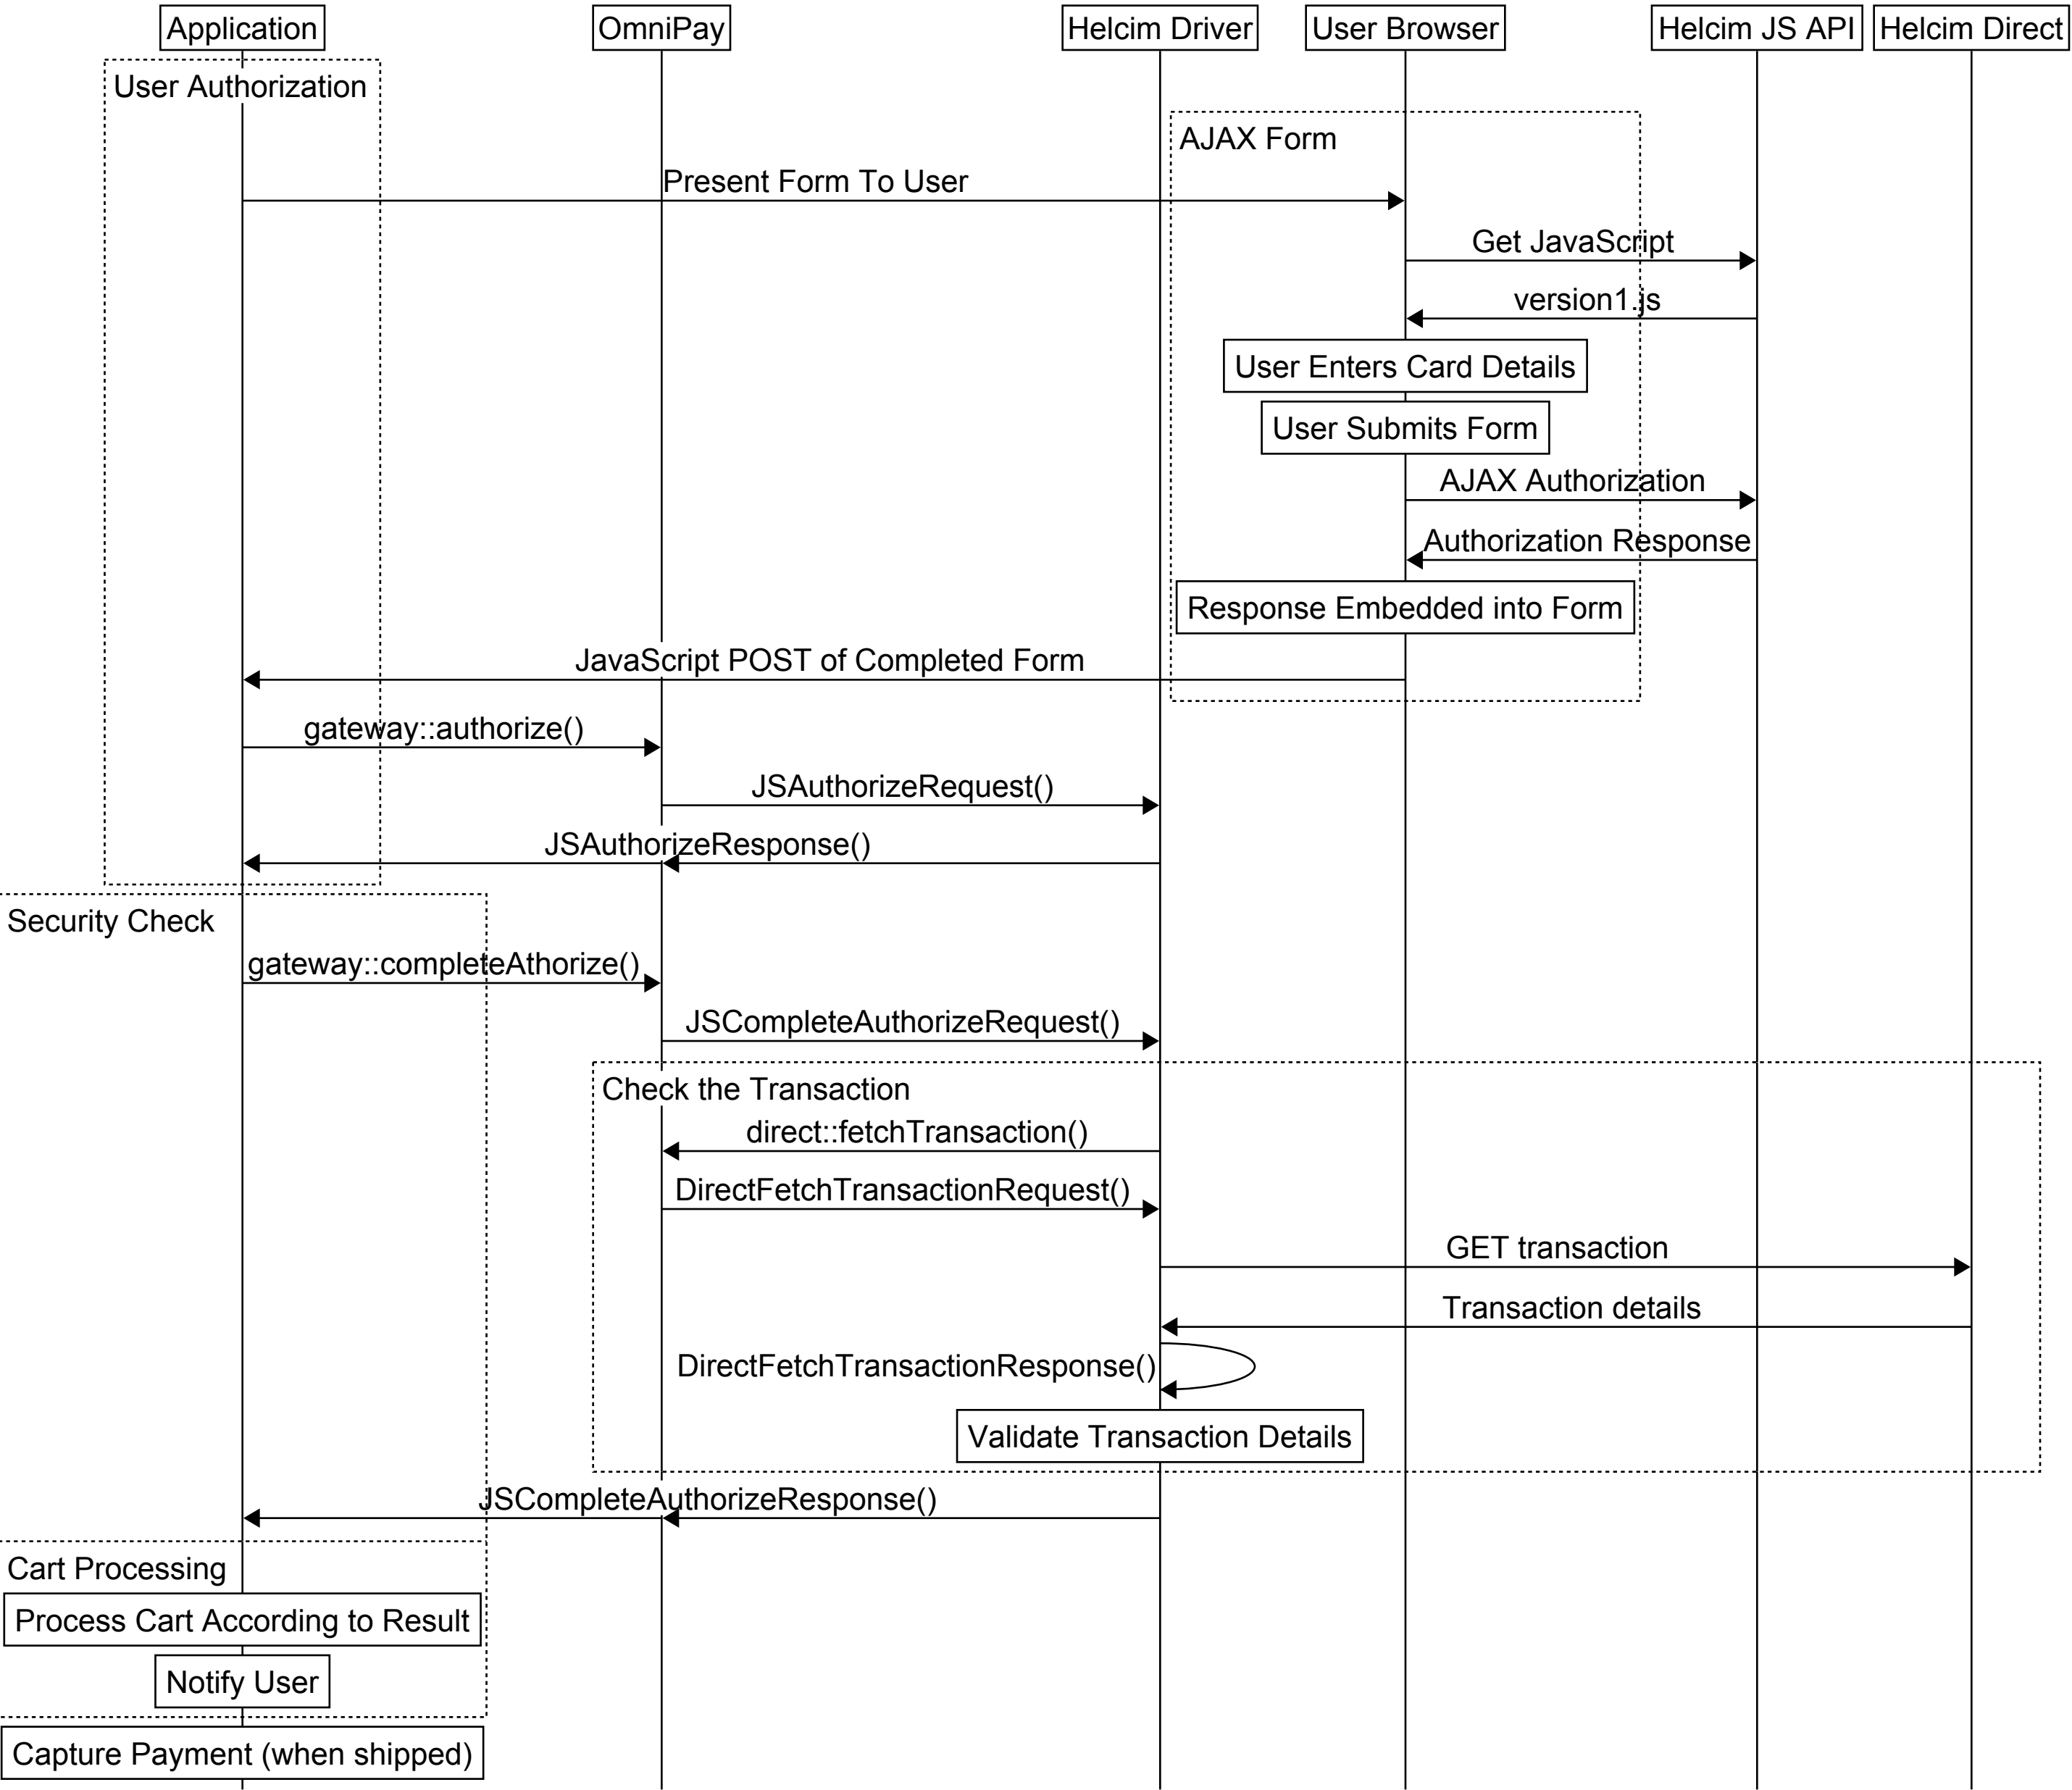 Application
OmniPay
Helcim Driver
User Browser
Helcim JS API
Helcim Direct
User Authorization
AJAX Form
Present Form To User
Get JavaScript
version1.js
User Enters Card Details
User Submits Form
AJAX Authorization
Authorization Response
Response Embedded into Form
JavaScript POST of Completed Form
gateway::authorize()
JSAuthorizeRequest()
JSAuthorizeResponse()
Security Check
gateway::completeAthorize()
JSCompleteAuthorizeRequest()
Check the Transaction
direct::fetchTransaction()
DirectFetchTransactionRequest()
GET transaction
Transaction details
DirectFetchTransactionResponse()
Validate Transaction Details
JSCompleteAuthorizeResponse()
Cart Processing
Process Cart According to Result
Notify User
Capture Payment (when shipped)